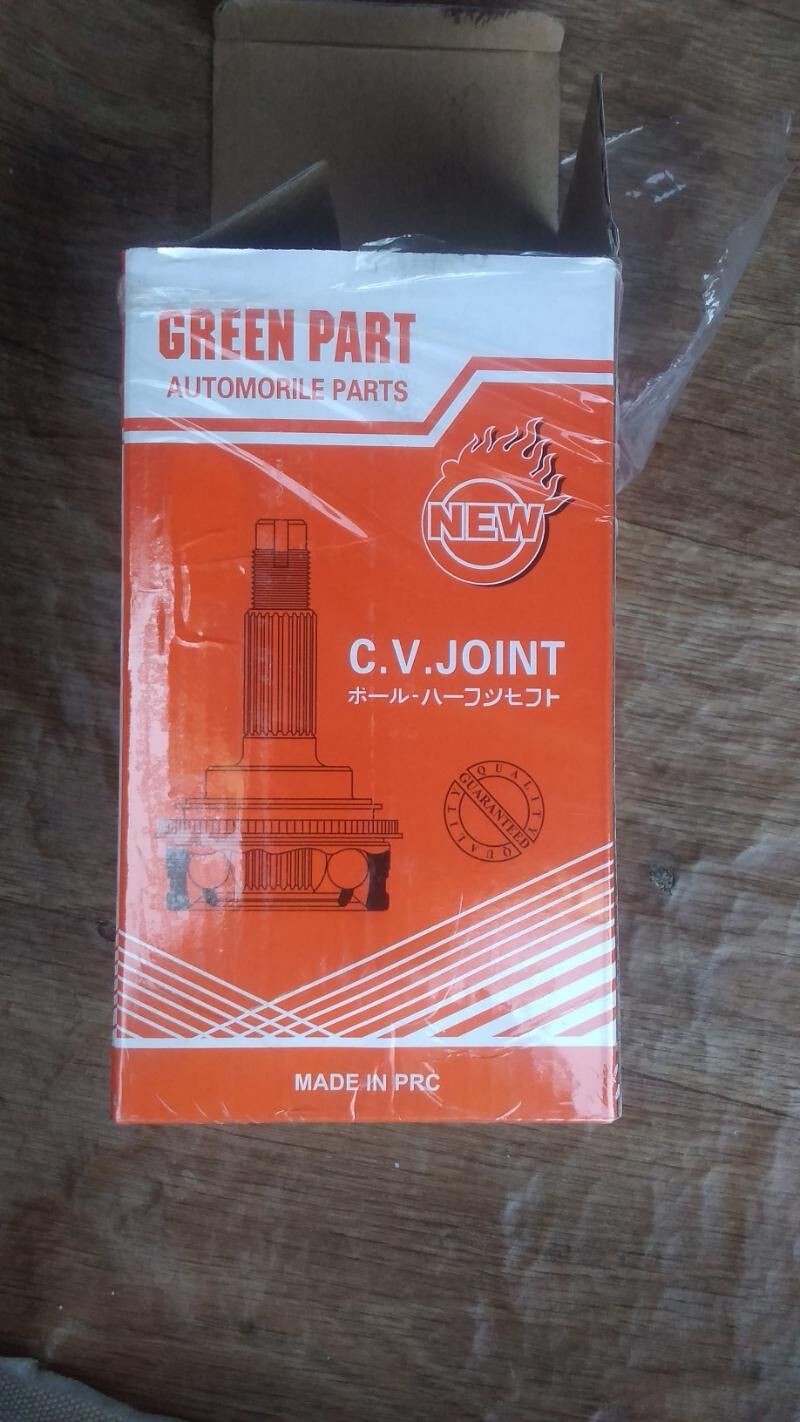 GREEN PART
AUTOMORILE PARTS
NEW
C.V.JOINT
ボール-ハーフツセフト
QUALITY
GUARANTEED
QUALITY
MADE IN PRC